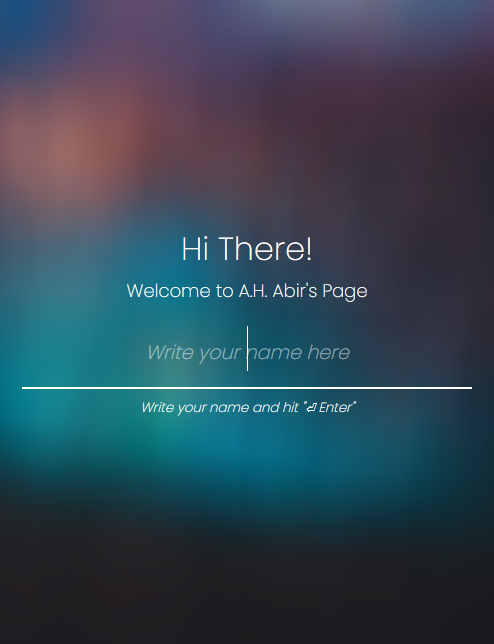 Hi There!
Welcome to A.H. Abir's Page
Write your name here
Write your name and hit "⏎ Enter"